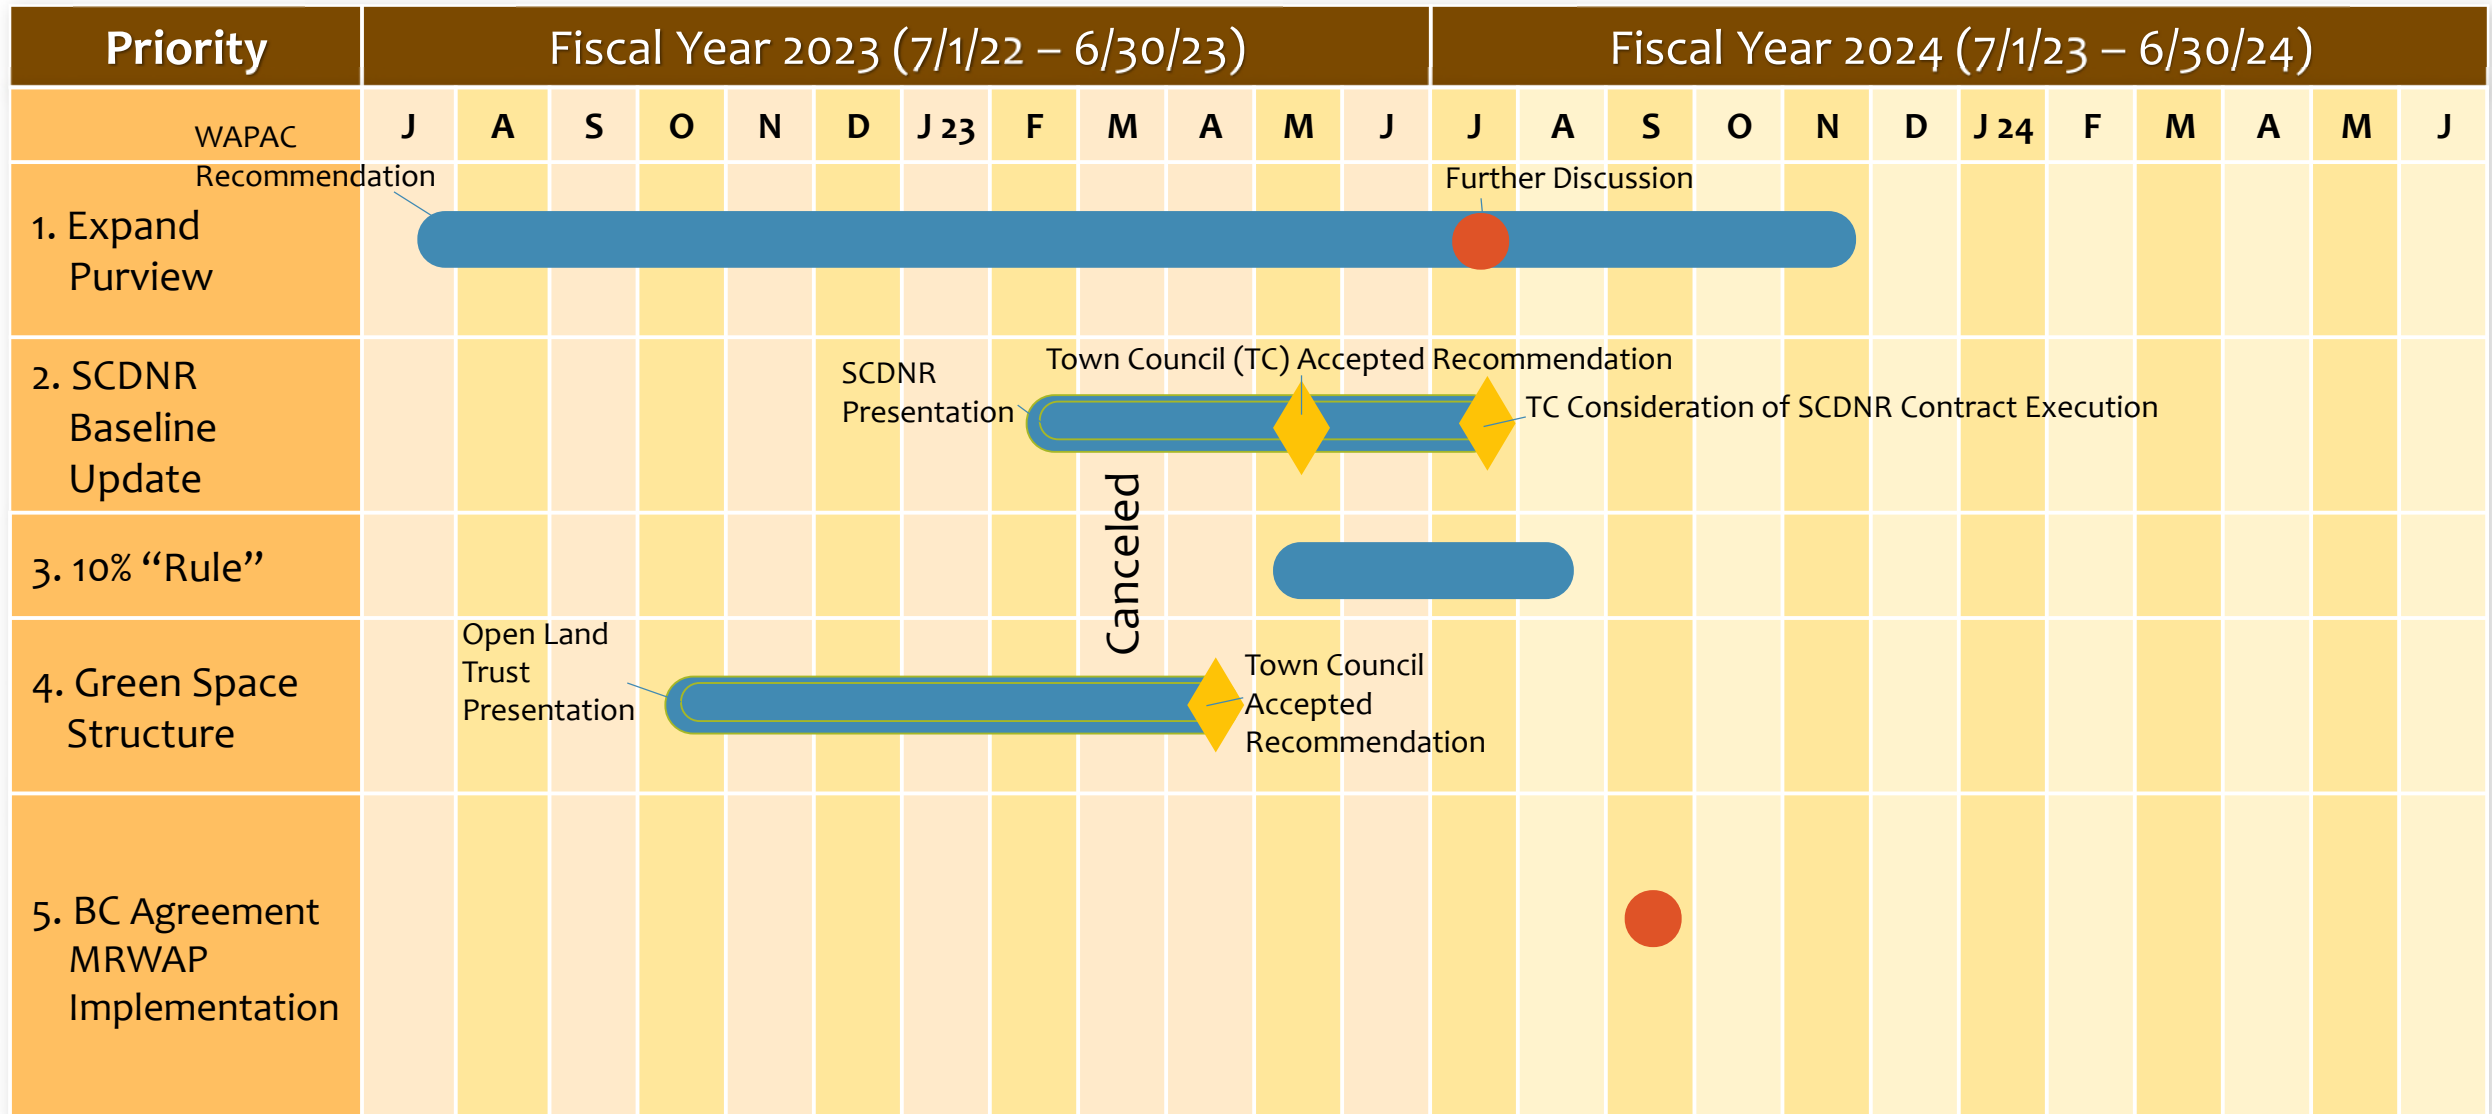 Priority
Fiscal Year 2023 (7/1/22 – 6/30/23)
Fiscal Year 2024 (7/1/23 – 6/30/24)
J A S O N D J 23 F M A M J J A S O N D J 24 F M A M J
WAPAC
Recommendation
Further Discussion
1. Expand
Purview
2. SCDNR
Baseline
Update
SCDNR
Presentation
Town Council (TC) Accepted Recommendation
TC Consideration of SCDNR Contract Execution
Canceled
3. 10% “Rule”
4. Green Space
Structure
Open Land
Trust
Presentation
Town Council
Accepted
Recommendation
5. BC Agreement
MRWAP
Implementation